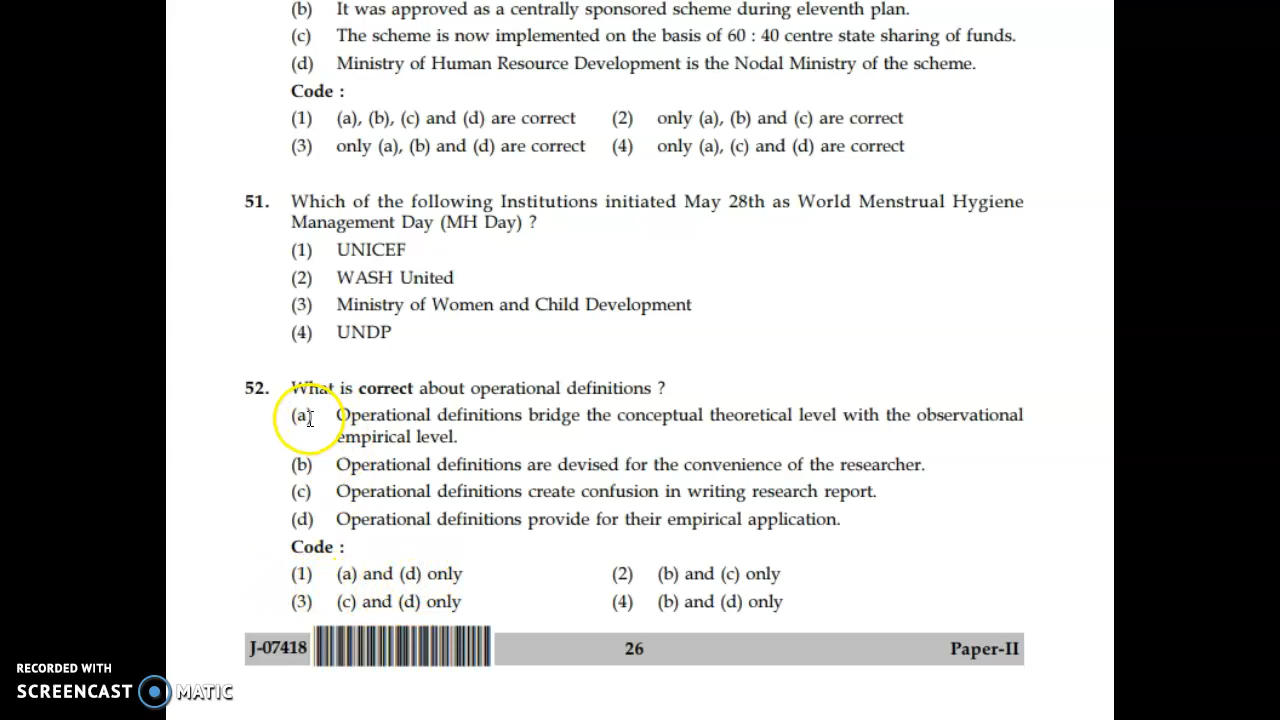 (b) It was approved as a centrally sponsored scheme during eleventh plan.
(c) The scheme is now implemented on the basis of 60 : 40 centre state sharing of funds.
(d) Ministry of Human Resource Development is the Nodal Ministry of the scheme.
Code :
(1) (a), (b), (c) and (d) are correct (2) only (a), (b) and (c) are correct
(3) only (a), (b) and (d) are correct (4) only (a), (c) and (d) are correct
51. Which of the following Institutions initiated May 28th as World Menstrual Hygiene
Management Day (MH Day) ?
(1) UNICEF
(2) WASH United
(3) Ministry of Women and Child Development
(4) UNDP
52. What is correct about operational definitions ?
(a) Operational definitions bridge the conceptual theoretical level with the observational
empirical level.
(b) Operational definitions are devised for the convenience of the researcher.
(c) Operational definitions create confusion in writing research report.
(d) Operational definitions provide for their empirical application.
Code :
(1) (a) and (d) only (2) (b) and (c) only
(3) (c) and (d) only (4) (b) and (d) only
J-07418 26 Paper-II
RECORDED WITH
SCREENCAST MATIC